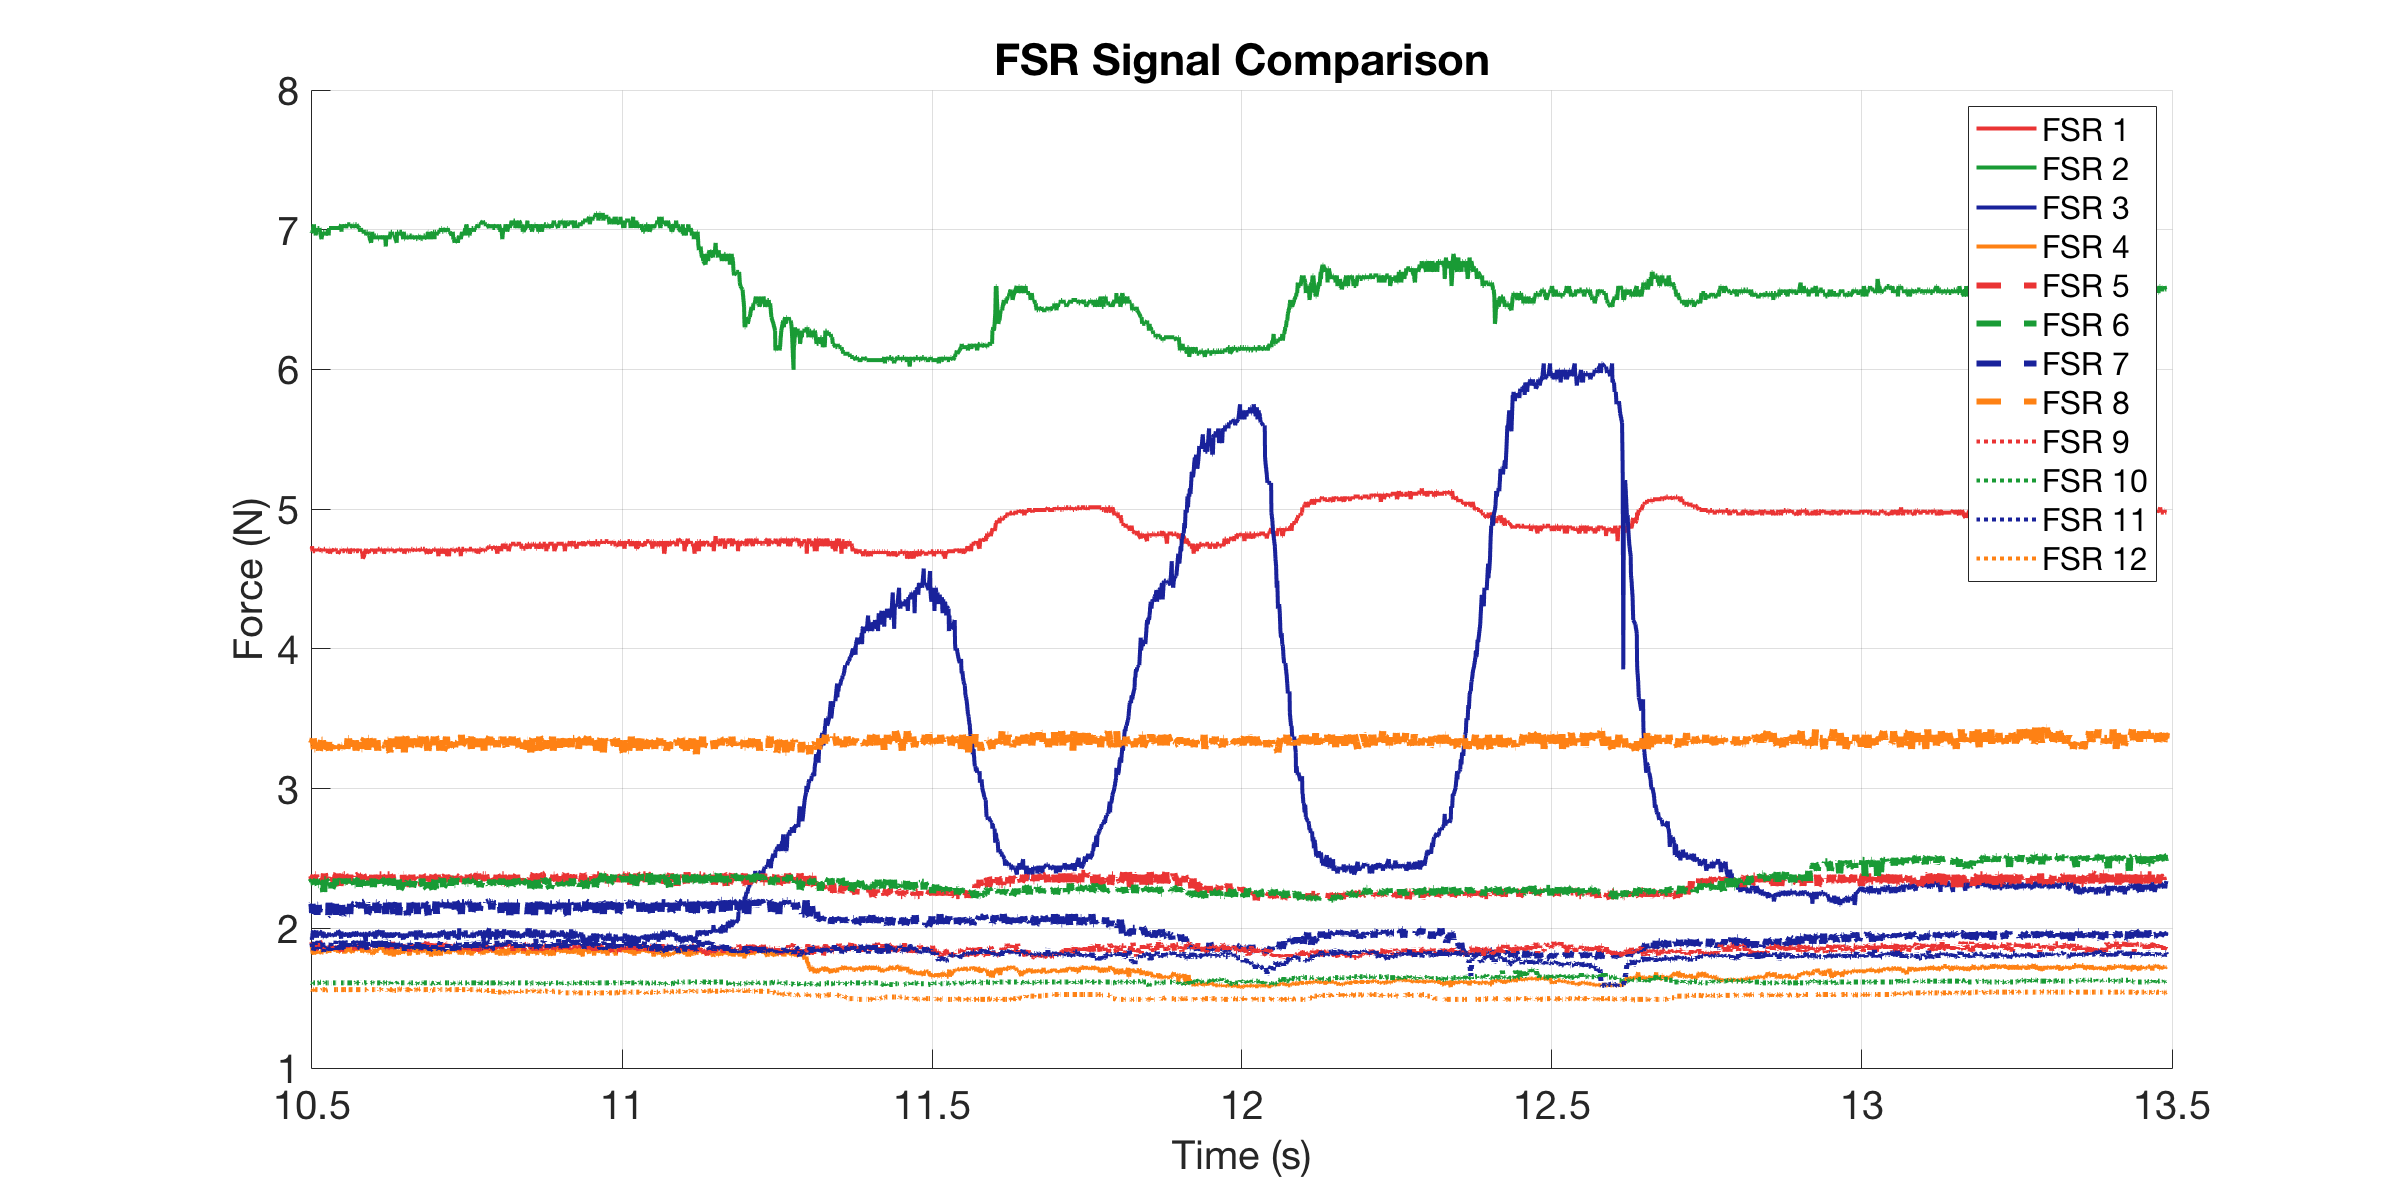 FSR Signal Comparison
8
7
6
5
4
3
2
1
Force (N)
10.5
11
11.5
12
12.5
13
13.5
Time (s)
FSR 1
FSR 2
FSR 3
FSR 4
FSR 5
FSR 6
FSR 7
FSR 8
FSR 9
FSR 10
FSR 11
FSR 12